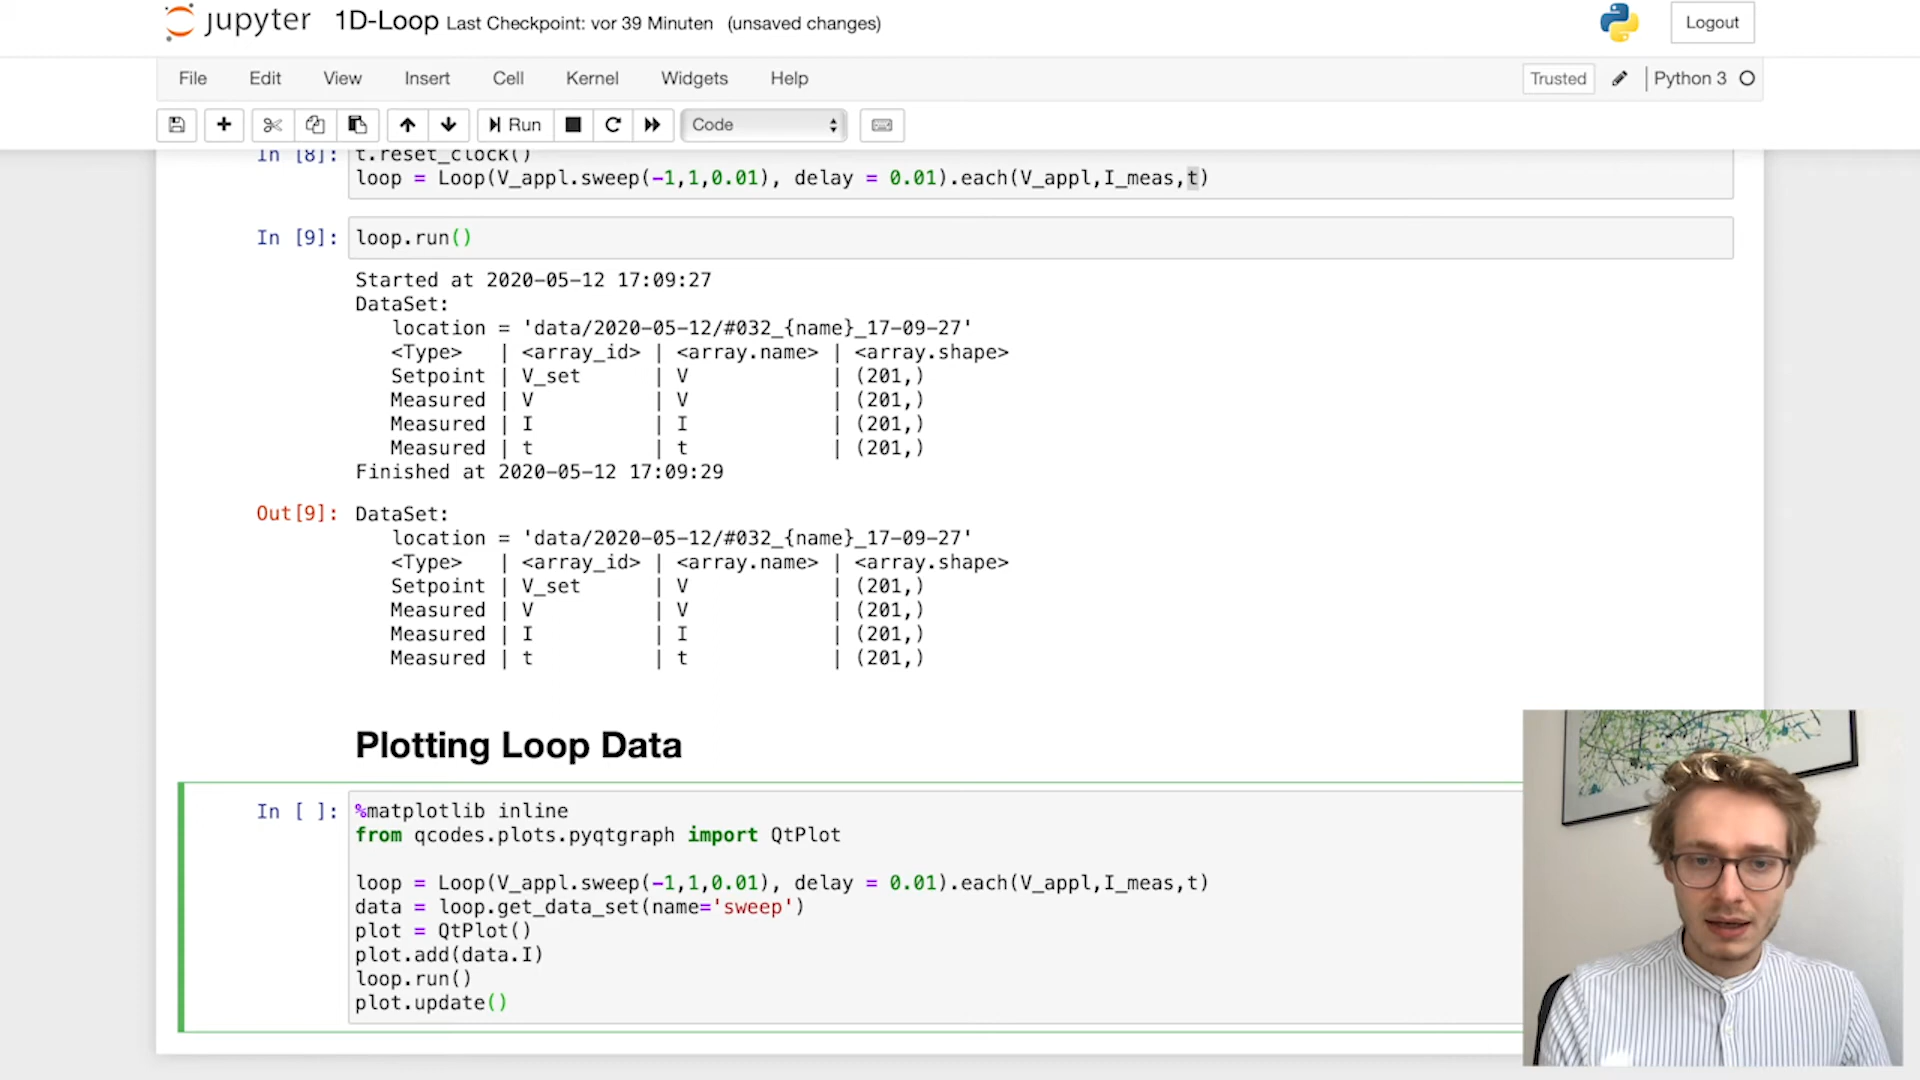 jupyter 1D-Loop Last Checkpoint: vor 39 Minuten (unsaved changes) Logout
File Edit View Insert Cell Kernel Widgets Help Trusted Python 3
Run Code
In [8]: t.reset_clock()
loop = Loop(V_appl.sweep(-1,1,0.01), delay = 0.01).each(V_appl,I_meas,t)
In [9]: loop.run()
Started at 2020-05-12 17:09:27
DataSet:
location = 'data/2020-05-12/#032_{name}_17-09-27'
<Type> | <array_id> | <array.name> | <array.shape>
Setpoint | V_set | V | (201,)
Measured | V | V | (201,)
Measured | I | I | (201,)
Measured | t | t | (201,)
Finished at 2020-05-12 17:09:29
Out[9]: DataSet:
location = 'data/2020-05-12/#032_{name}_17-09-27'
<Type> | <array_id> | <array.name> | <array.shape>
Setpoint | V_set | V | (201,)
Measured | V | V | (201,)
Measured | I | I | (201,)
Measured | t | t | (201,)
Plotting Loop Data
In [ ]: %matplotlib inline
from qcodes.plots.pyqtgraph import QtPlot
loop = Loop(V_appl.sweep(-1,1,0.01), delay = 0.01).each(V_appl,I_meas,t)
data = loop.get_data_set(name='sweep')
plot = QtPlot()
plot.add(data.I)
loop.run()
plot.update()